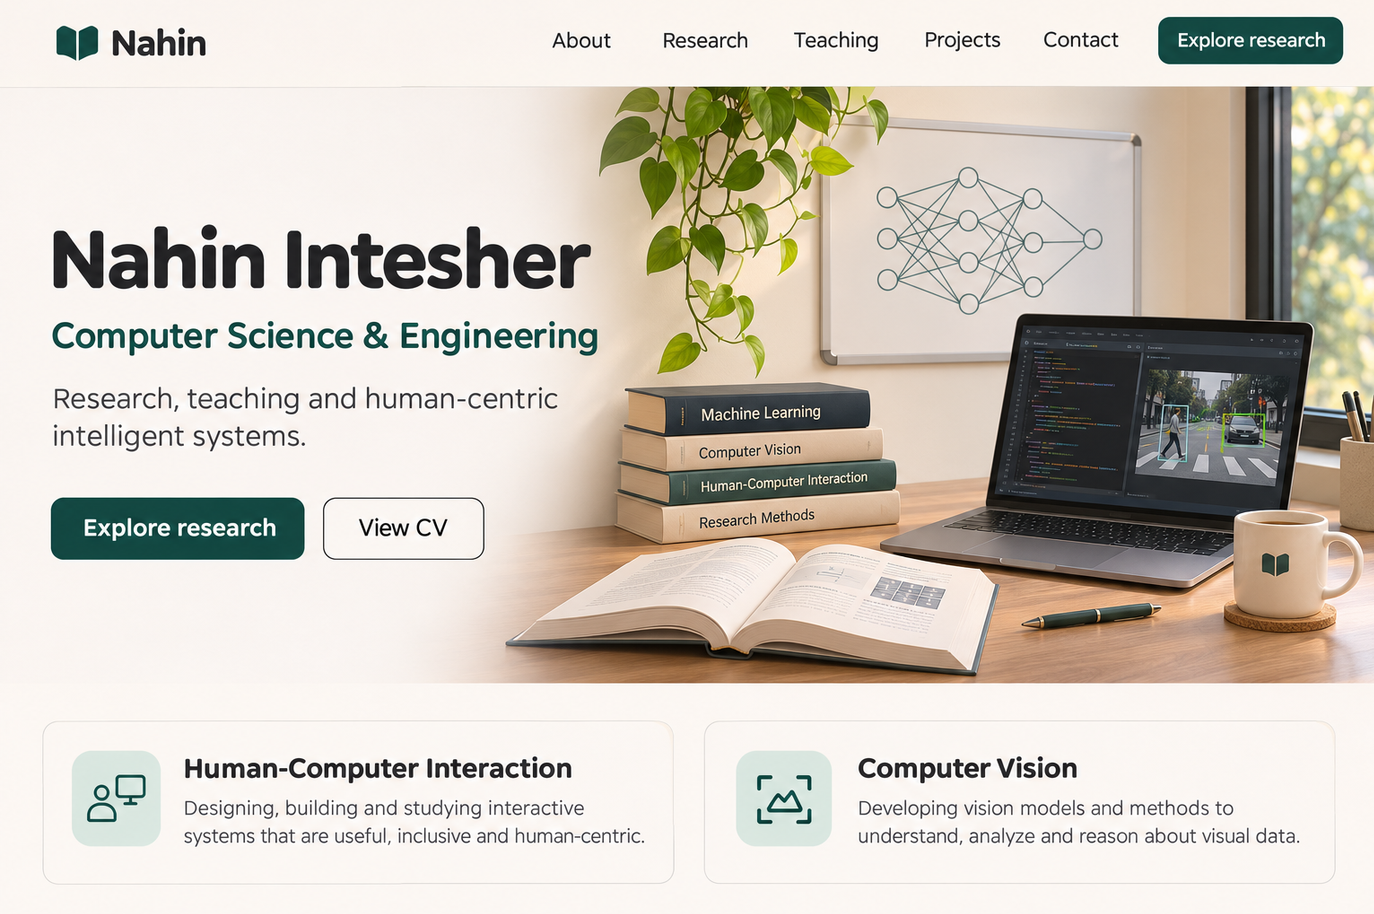 Nahin
About
Research
Teaching
Projects
Contact
Explore research
Nahin Intesher
Computer Science & Engineering
Research, teaching and human-centric
intelligent systems.
Explore research
View CV
Machine Learning
Computer Vision
Human-Computer Interaction
Research Methods
Human-Computer Interaction
Designing, building and studying interactive
systems that are useful, inclusive and human-centric.
Computer Vision
Developing vision models and methods to
understand, analyze and reason about visual data.